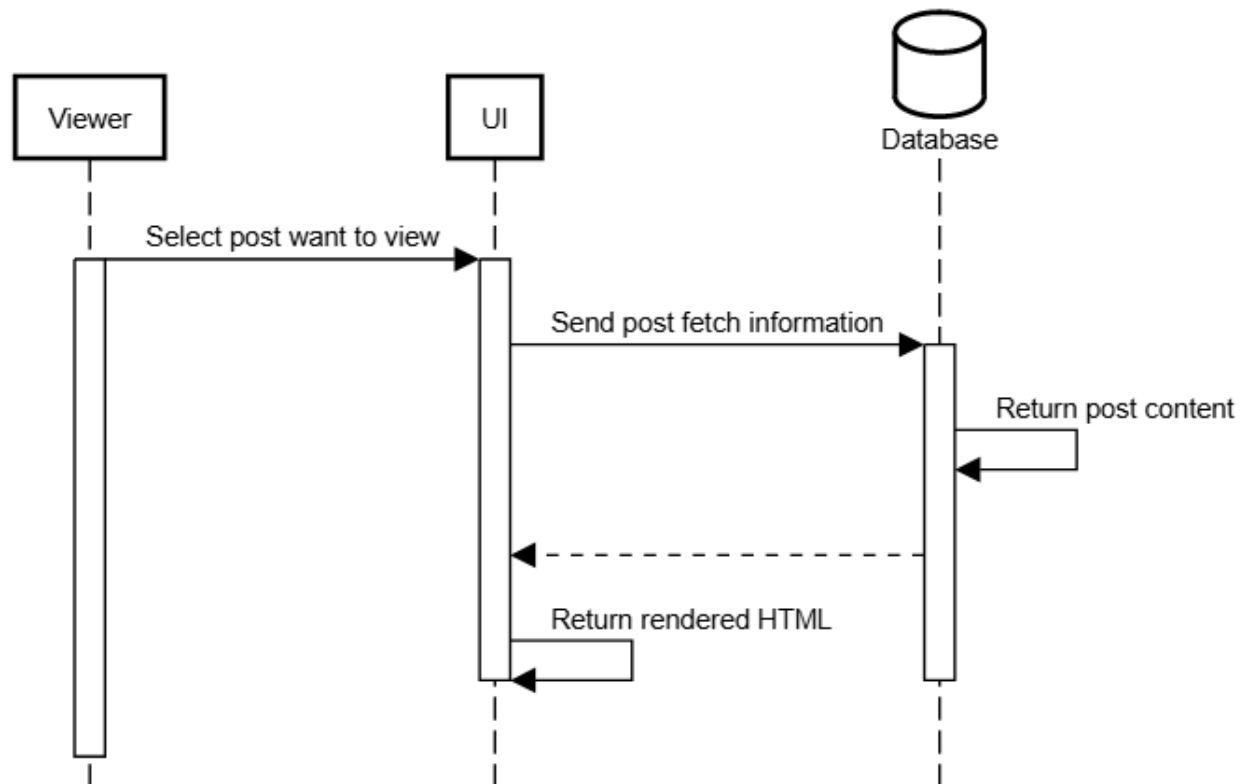 Viewer
UI
Database
Select post want to view
Send post fetch information
Return post content
Return rendered HTML